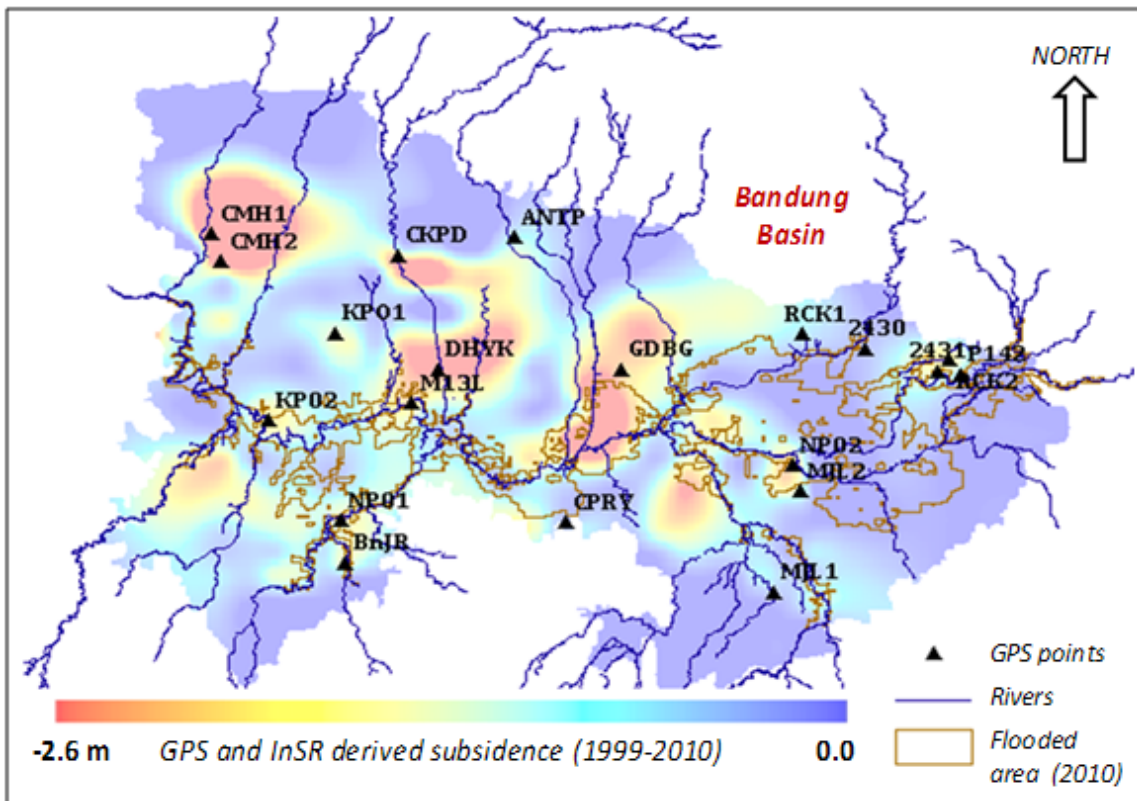 NORTH
Bandung
Basin
CMH1
CMH2
CKPD
ANTP
KP01
DHYK
GDBG
RCK1
2430
2431
P142
RCK2
M13L
KP02
NP02
MJL2
NP01
CPRY
BnJR
MJL1
GPS points
Rivers
Flooded
area (2010)
-2.6 m
GPS and InSR derived subsidence (1999-2010)
0.0